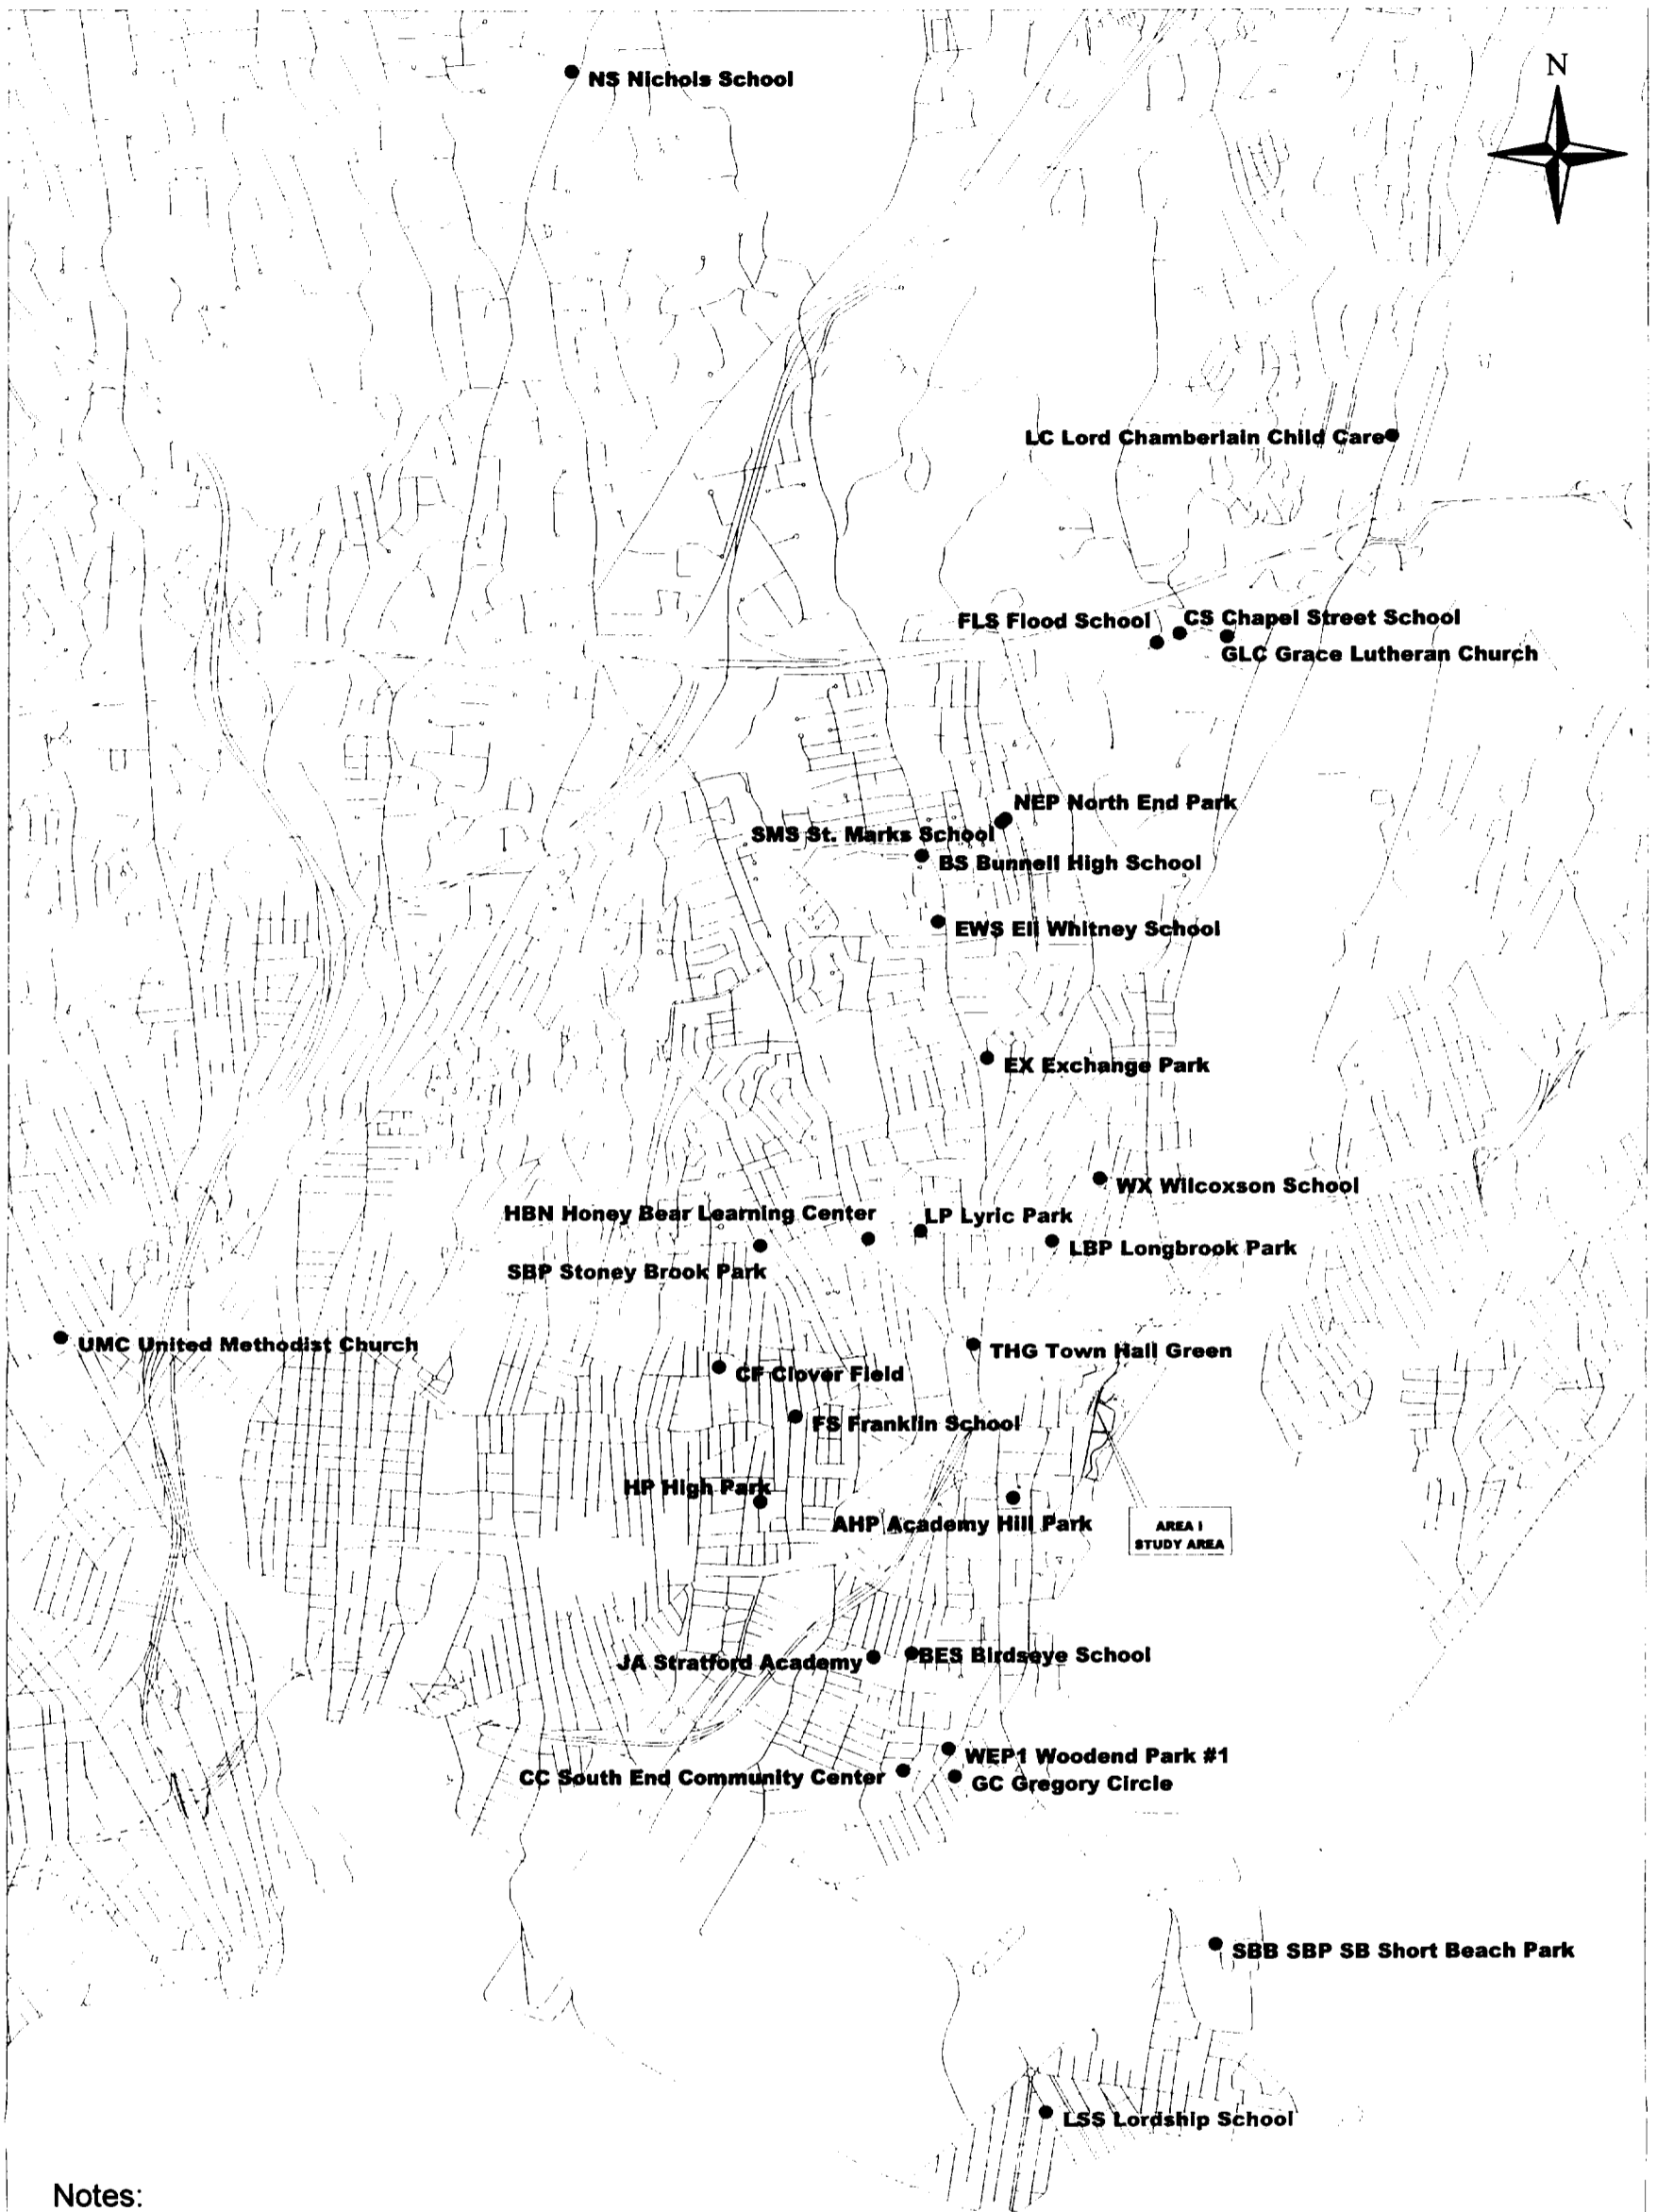 N
NS Nichols School
LC Lord Chamberlain Child Care
FLS Flood School
CS Chapel Street School
GLC Grace Lutheran Church
NEP North End Park
SMS St. Marks School
BS Bunnell High School
EWS Eli Whitney School
EX Exchange Park
WX Wilcoxson School
HBN Honey Bear Learning Center
LP Lyric Park
LBP Longbrook Park
SBP Stoney Brook Park
UMC United Methodist Church
THG Town Hall Green
CF Clover Field
FS Franklin School
HP High Park
AHP Academy Hill Park
AREA I
STUDY AREA
JA Stratford Academy
BES Birdseye School
WEP1 Woodend Park #1
CC South End Community Center
GC Gregory Circle
SBB SBP SB Short Beach Park
LSS Lordship School
Notes: